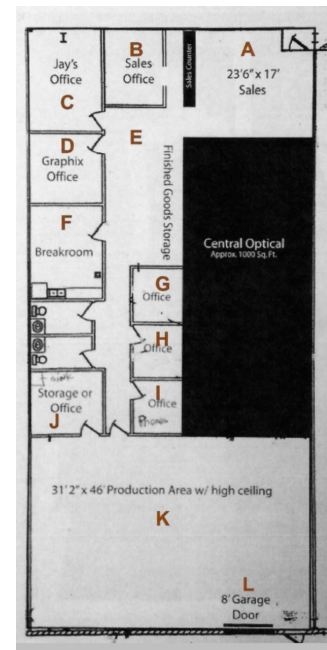 A
23'6"x 17'
Sales
Sales Counter
B
Sales
Office
Jay's
Office
C
D
Graphix
Office
E
Finished Goods Storage
F
Breakroom
Central Optical
Approx. 1000 Sq. Ft.
G
Office
H
Office
I
Office
Storage or
Office
J
31'2"x 46' Production Area w/ high ceiling
K
L
8' Garage
Door